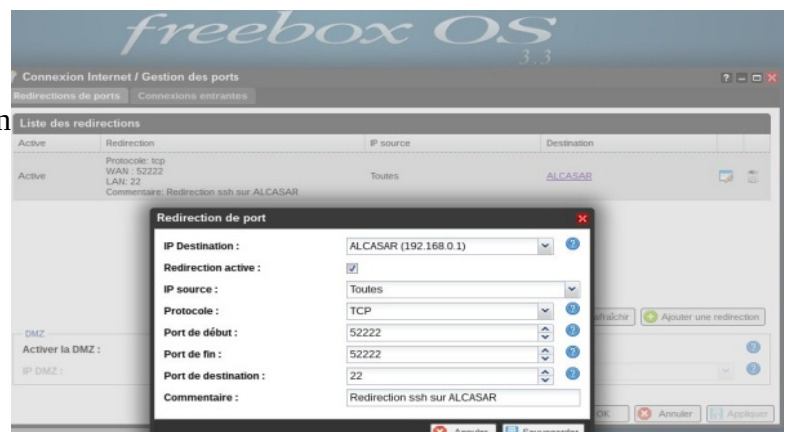 freebox OS
3.3
Connexion Internet / Gestion des ports
Redirections de ports Connexions entrantes
Liste des redirections
Active Redirection IP source Destination
Active Protocole: tcp
WAN : 52222
LAN: 22
Commentaire: Redirection ssh sur ALCASAR
Toutes ALCASAR
Redirection de port
IP Destination : ALCASAR (192.168.0.1)
Redirection active :
IP source : Toutes
Protocole : TCP
Port de début : 52222
Port de fin : 52222
Port de destination : 22
Commentaire : Redirection ssh sur ALCASAR
Annuler Sauvegarder
Ajouter une redirection
DMZ
Activer la DMZ :
IP DMZ :
OK Annuler Appliquer